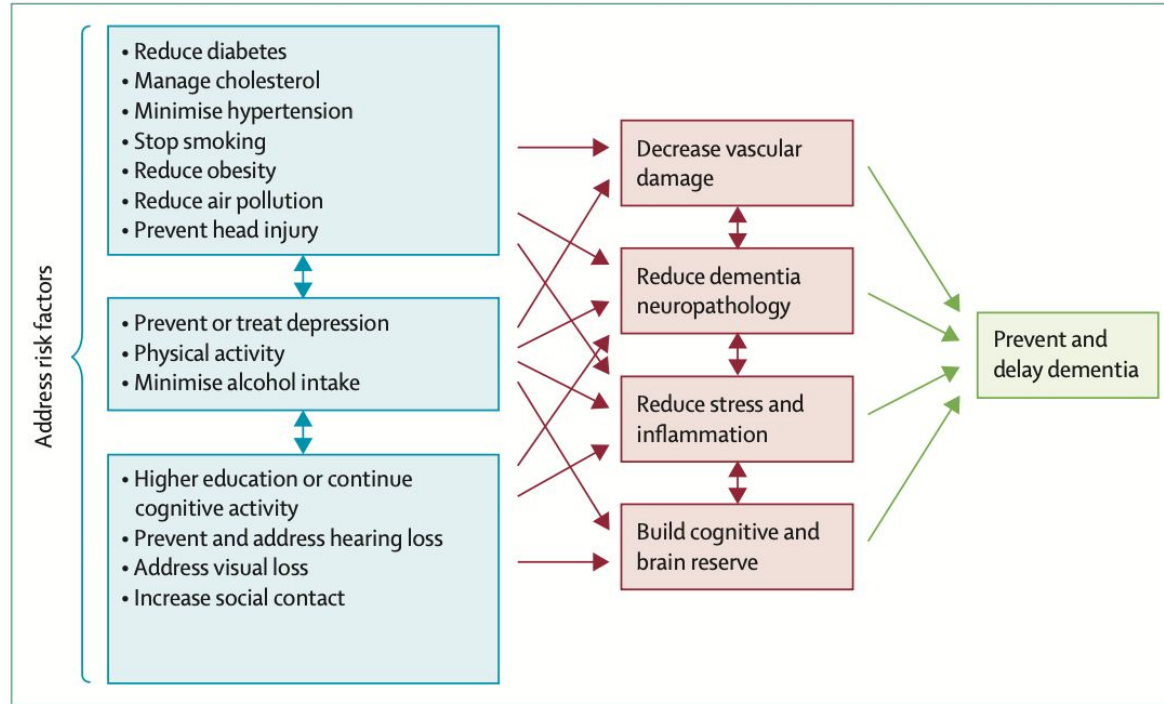 Address risk factors
• Reduce diabetes
• Manage cholesterol
• Minimise hypertension
• Stop smoking
• Reduce obesity
• Reduce air pollution
• Prevent head injury
• Prevent or treat depression
• Physical activity
• Minimise alcohol intake
• Higher education or continue
cognitive activity
• Prevent and address hearing loss
• Address visual loss
• Increase social contact
Decrease vascular
damage
Reduce dementia
neuropathology
Reduce stress and
inflammation
Build cognitive and
brain reserve
Prevent and
delay dementia